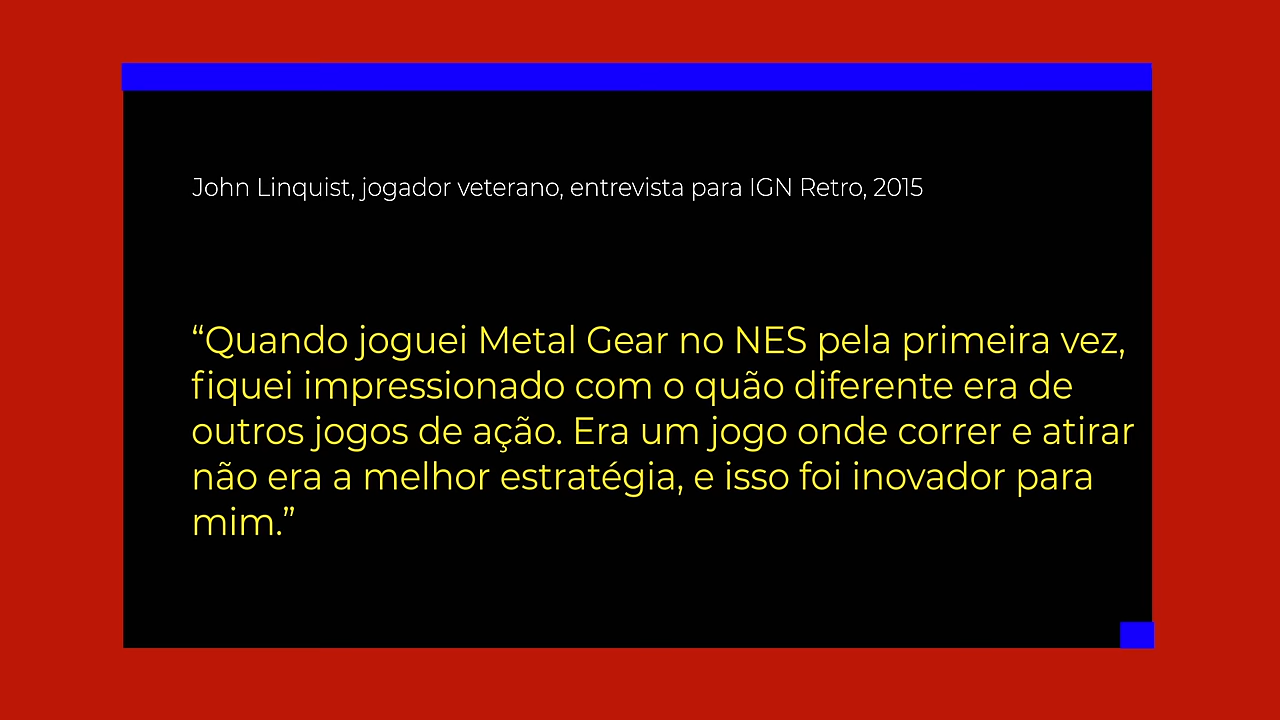 John Linquist, jogador veterano, entrevista para IGN Retro, 2015
“Quando joguei Metal Gear no NES pela primeira vez,
fiquei impressionado com o quão diferente era de
outros jogos de ação. Era um jogo onde correr e atirar
não era a melhor estratégia, e isso foi inovador para
mim.”